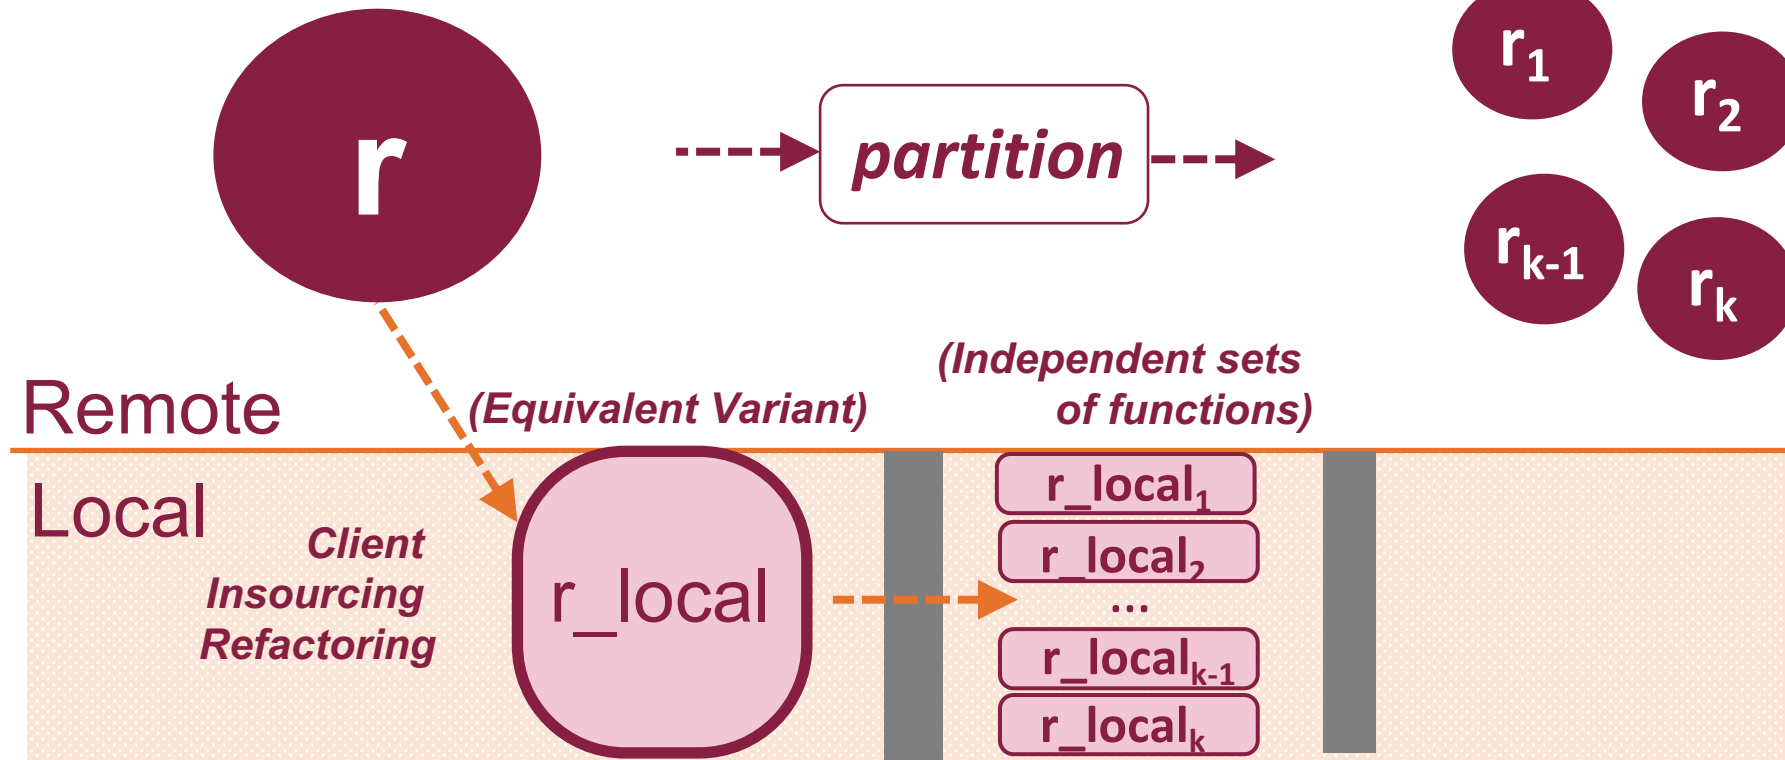 r
partition
r₁
r₂
rₖ₋₁
rₖ
(Independent sets
of functions)
Remote
(Equivalent Variant)
Local
Client
Insourcing
Refactoring
r_local
r_local₁
r_local₂
...
r_localₖ₋₁
r_localₖ